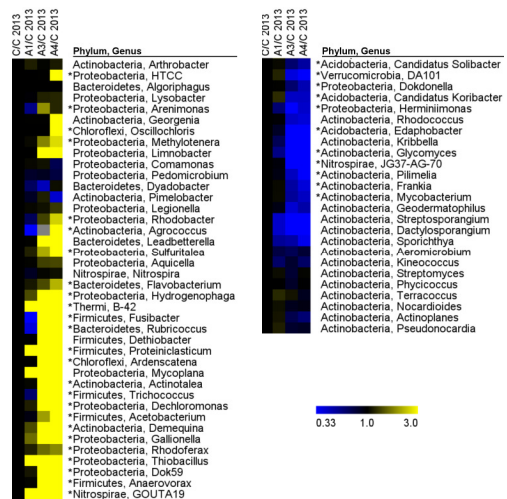 C/C 2013
A1/C 2013
A3/C 2013
A4/C 2013
Phylum, Genus
Actinobacteria, Arthrobacter
*Proteobacteria, HTCC
Bacteroidetes, Algoriphagus
Proteobacteria, Lysobacter
*Proteobacteria, Arenimonas
Actinobacteria, Georgenia
*Chloroflexi, Oscillochloris
*Proteobacteria, Methylotenera
Proteobacteria, Limnobacter
Proteobacteria, Comamonas
Proteobacteria, Pedomicrobium
Bacteroidetes, Dyadobacter
Actinobacteria, Pimelobacter
Proteobacteria, Legionella
*Proteobacteria, Rhodobacter
*Actinobacteria, Agrococcus
Bacteroidetes, Leadbetterella
*Proteobacteria, Sulfuritalea
Proteobacteria, Aquicella
Nitrospirae, Nitrospira
*Bacteroidetes, Flavobacterium
*Proteobacteria, Hydrogenophaga
*Thermi, B-42
*Firmicutes, Fusibacter
*Bacteroidetes, Rubricoccus
Firmicutes, Dethiobacter
*Firmicutes, Proteiniclasticum
*Chloroflexi, Ardenscatena
Proteobacteria, Mycoplana
*Actinobacteria, Actinotalea
*Firmicutes, Trichococcus
*Proteobacteria, Dechloromonas
*Firmicutes, Acetobacterium
*Actinobacteria, Demequina
*Proteobacteria, Gallionella
*Proteobacteria, Rhodoferax
*Proteobacteria, Thiobacillus
*Proteobacteria, Dok59
*Firmicutes, Anaerovorax
*Nitrospirae, GOUTA19
C/C 2013
A1/C 2013
A3/C 2013
A4/C 2013
Phylum, Genus
*Acidobacteria, Candidatus Solibacter
*Verrucomicrobia, DA101
*Proteobacteria, Dokdonella
*Acidobacteria, Candidatus Koribacter
*Proteobacteria, Herminiimonas
Actinobacteria, Rhodococcus
*Acidobacteria, Edaphobacter
*Actinobacteria, Kribbella
*Actinobacteria, Glycomyces
*Nitrospirae, JG37-AG-70
*Actinobacteria, Pilimelia
*Actinobacteria, Frankia
*Actinobacteria, Mycobacterium
Actinobacteria, Geodermatophilus
Actinobacteria, Streptosporangium
Actinobacteria, Dactylosporangium
Actinobacteria, Sporichthya
Actinobacteria, Aeromicrobium
Actinobacteria, Kineococcus
Actinobacteria, Streptomyces
Actinobacteria, Phycicoccus
Actinobacteria, Terracoccus
Actinobacteria, Nocardioides
Actinobacteria, Actinoplanes
Actinobacteria, Pseudonocardia
0.33 1.0 3.0